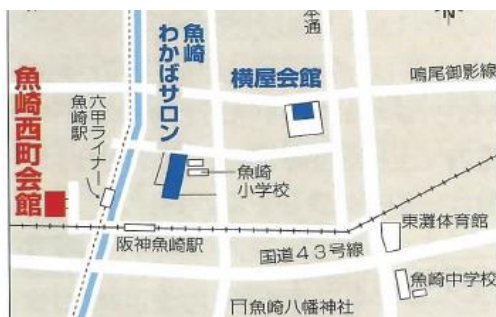 本通
魚崎
わかばサロン
横屋会館
鳴尾御影線
魚崎西町会館
六甲ライナー
魚崎駅
魚崎
小学校
阪神魚崎駅
国道43号線
東灘体育館
魚崎中学校
魚崎八幡神社